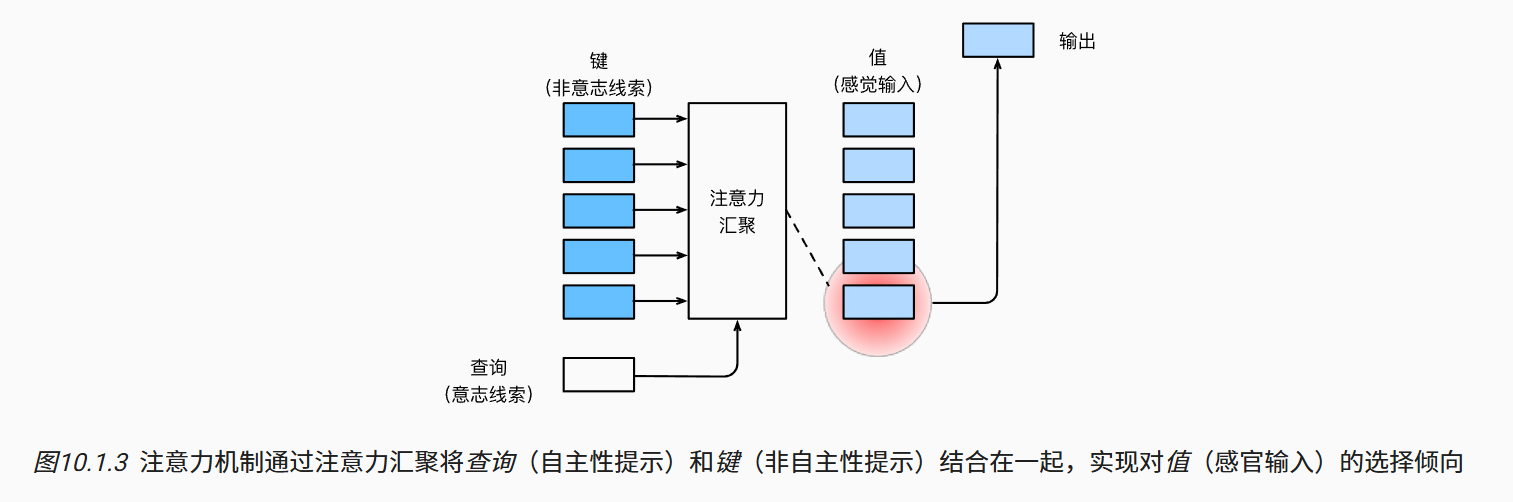 键
（非意志线索）
值
（感觉输入）
输出
注意力
汇聚
查询
（意志线索）
图10.1.3 注意力机制通过注意力汇聚将查询（自主性提示）和键（非自主性提示）结合在一起，实现对值（感官输入）的选择倾向